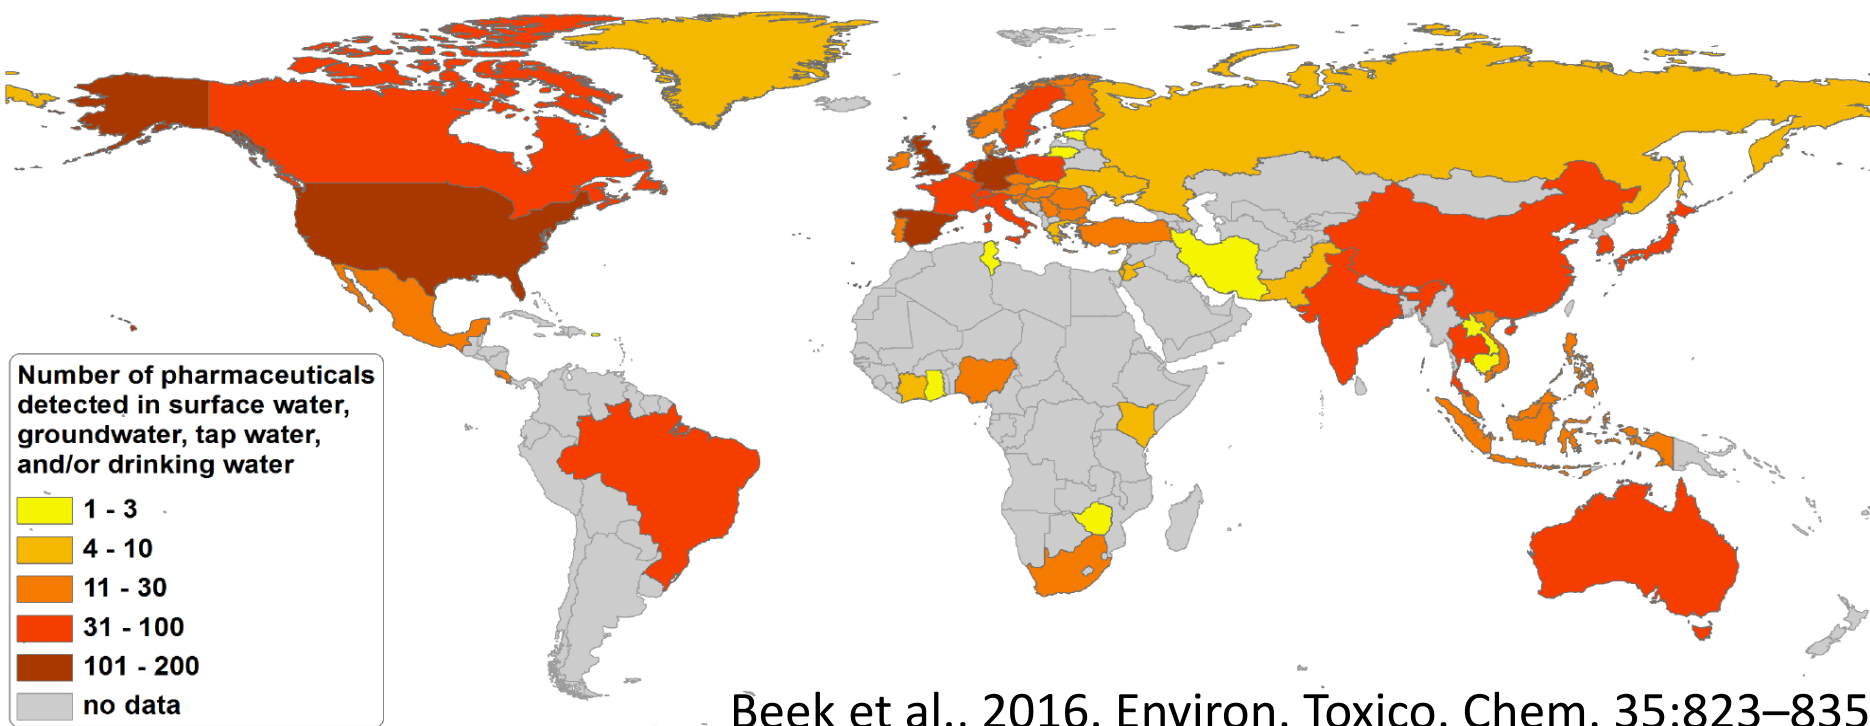 Number of pharmaceuticals
detected in surface water,
groundwater, tap water,
and/or drinking water
1 - 3
4 - 10
11 - 30
31 - 100
101 - 200
no data
Beek et al., 2016. Environ. Toxico. Chem. 35:823–835